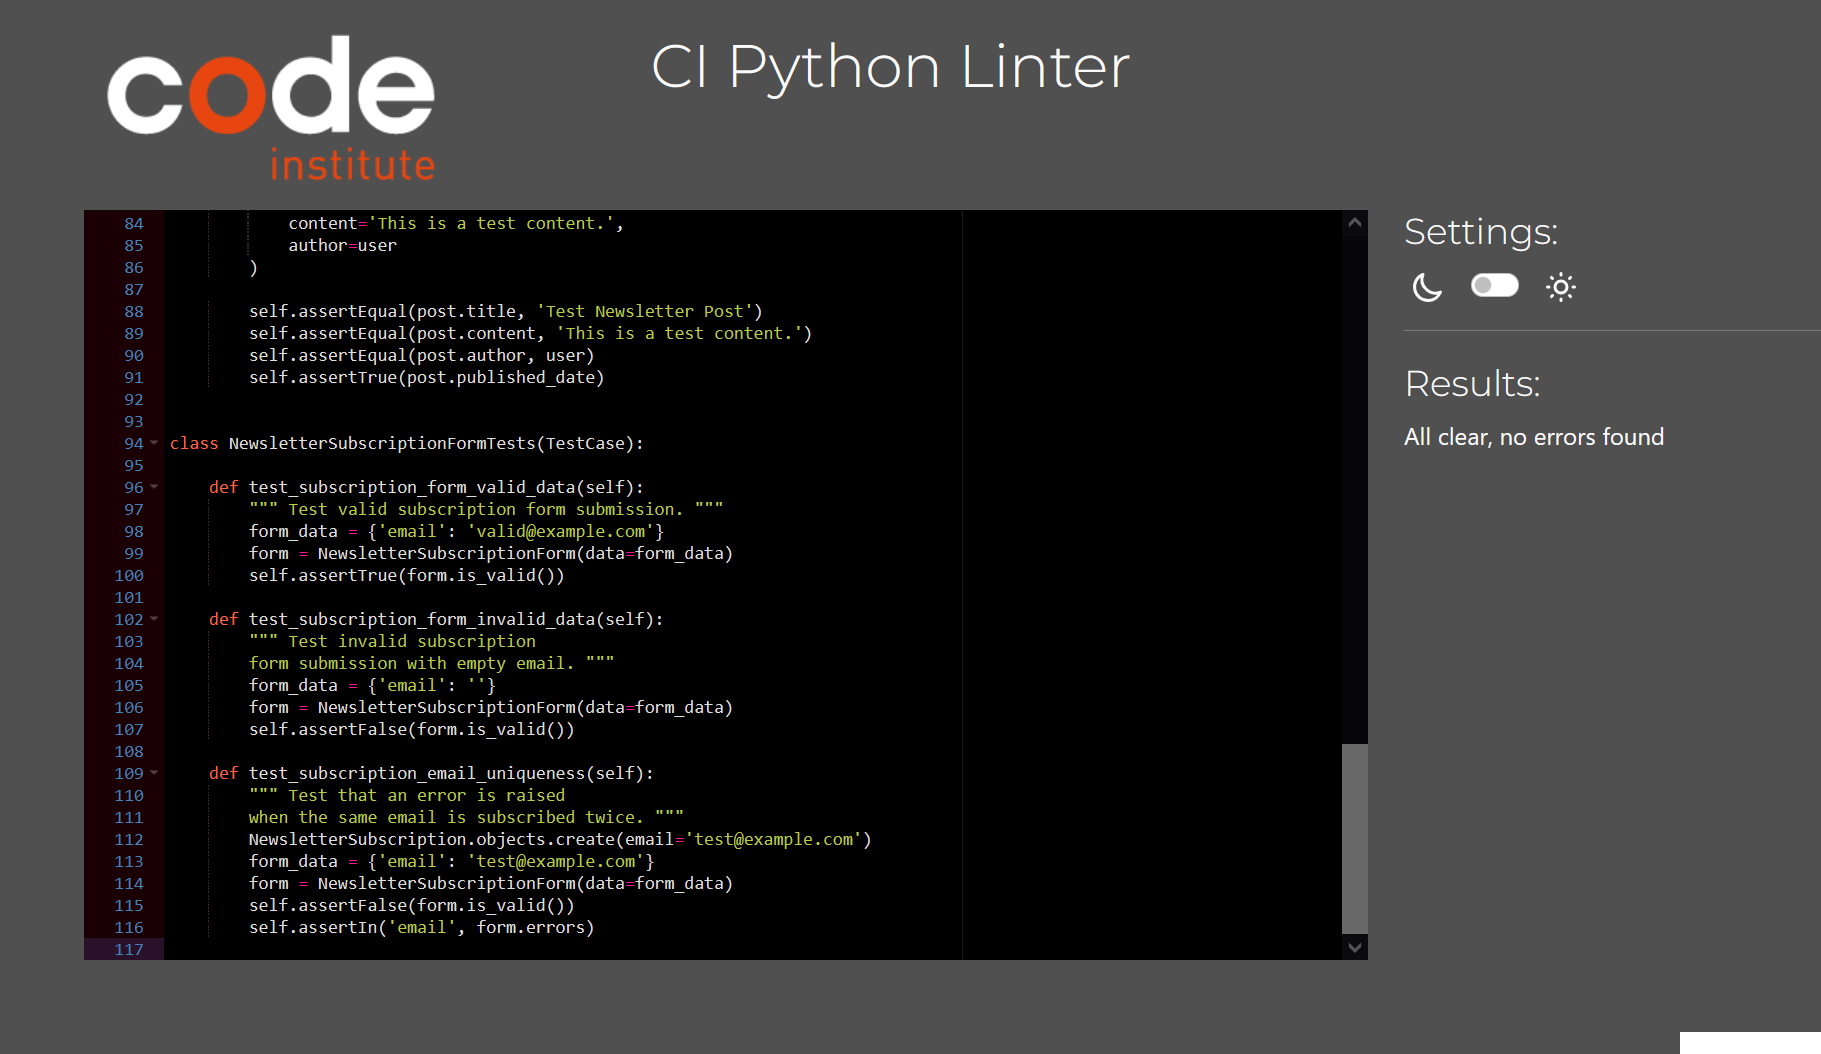 code
institute
CI Python Linter
84 content='This is a test content.',
85 author=user
86 )
87
88 self.assertEqual(post.title, 'Test Newsletter Post')
89 self.assertEqual(post.content, 'This is a test content.')
90 self.assertEqual(post.author, user)
91 self.assertTrue(post.published_date)
92
93
94 class NewsletterSubscriptionFormTests(TestCase):
95
96 def test_subscription_form_valid_data(self):
97 """ Test valid subscription form submission. """
98 form_data = {'email': 'valid@example.com'}
99 form = NewsletterSubscriptionForm(data=form_data)
100 self.assertTrue(form.is_valid())
101
102 def test_subscription_form_invalid_data(self):
103 """ Test invalid subscription
104 form submission with empty email. """
105 form_data = {'email': ''}
106 form = NewsletterSubscriptionForm(data=form_data)
107 self.assertFalse(form.is_valid())
108
109 def test_subscription_email_uniqueness(self):
110 """ Test that an error is raised
111 when the same email is subscribed twice. """
112 NewsletterSubscription.objects.create(email='test@example.com')
113 form_data = {'email': 'test@example.com'}
114 form = NewsletterSubscriptionForm(data=form_data)
115 self.assertFalse(form.is_valid())
116 self.assertIn('email', form.errors)
117
Settings:
Results:
All clear, no errors found